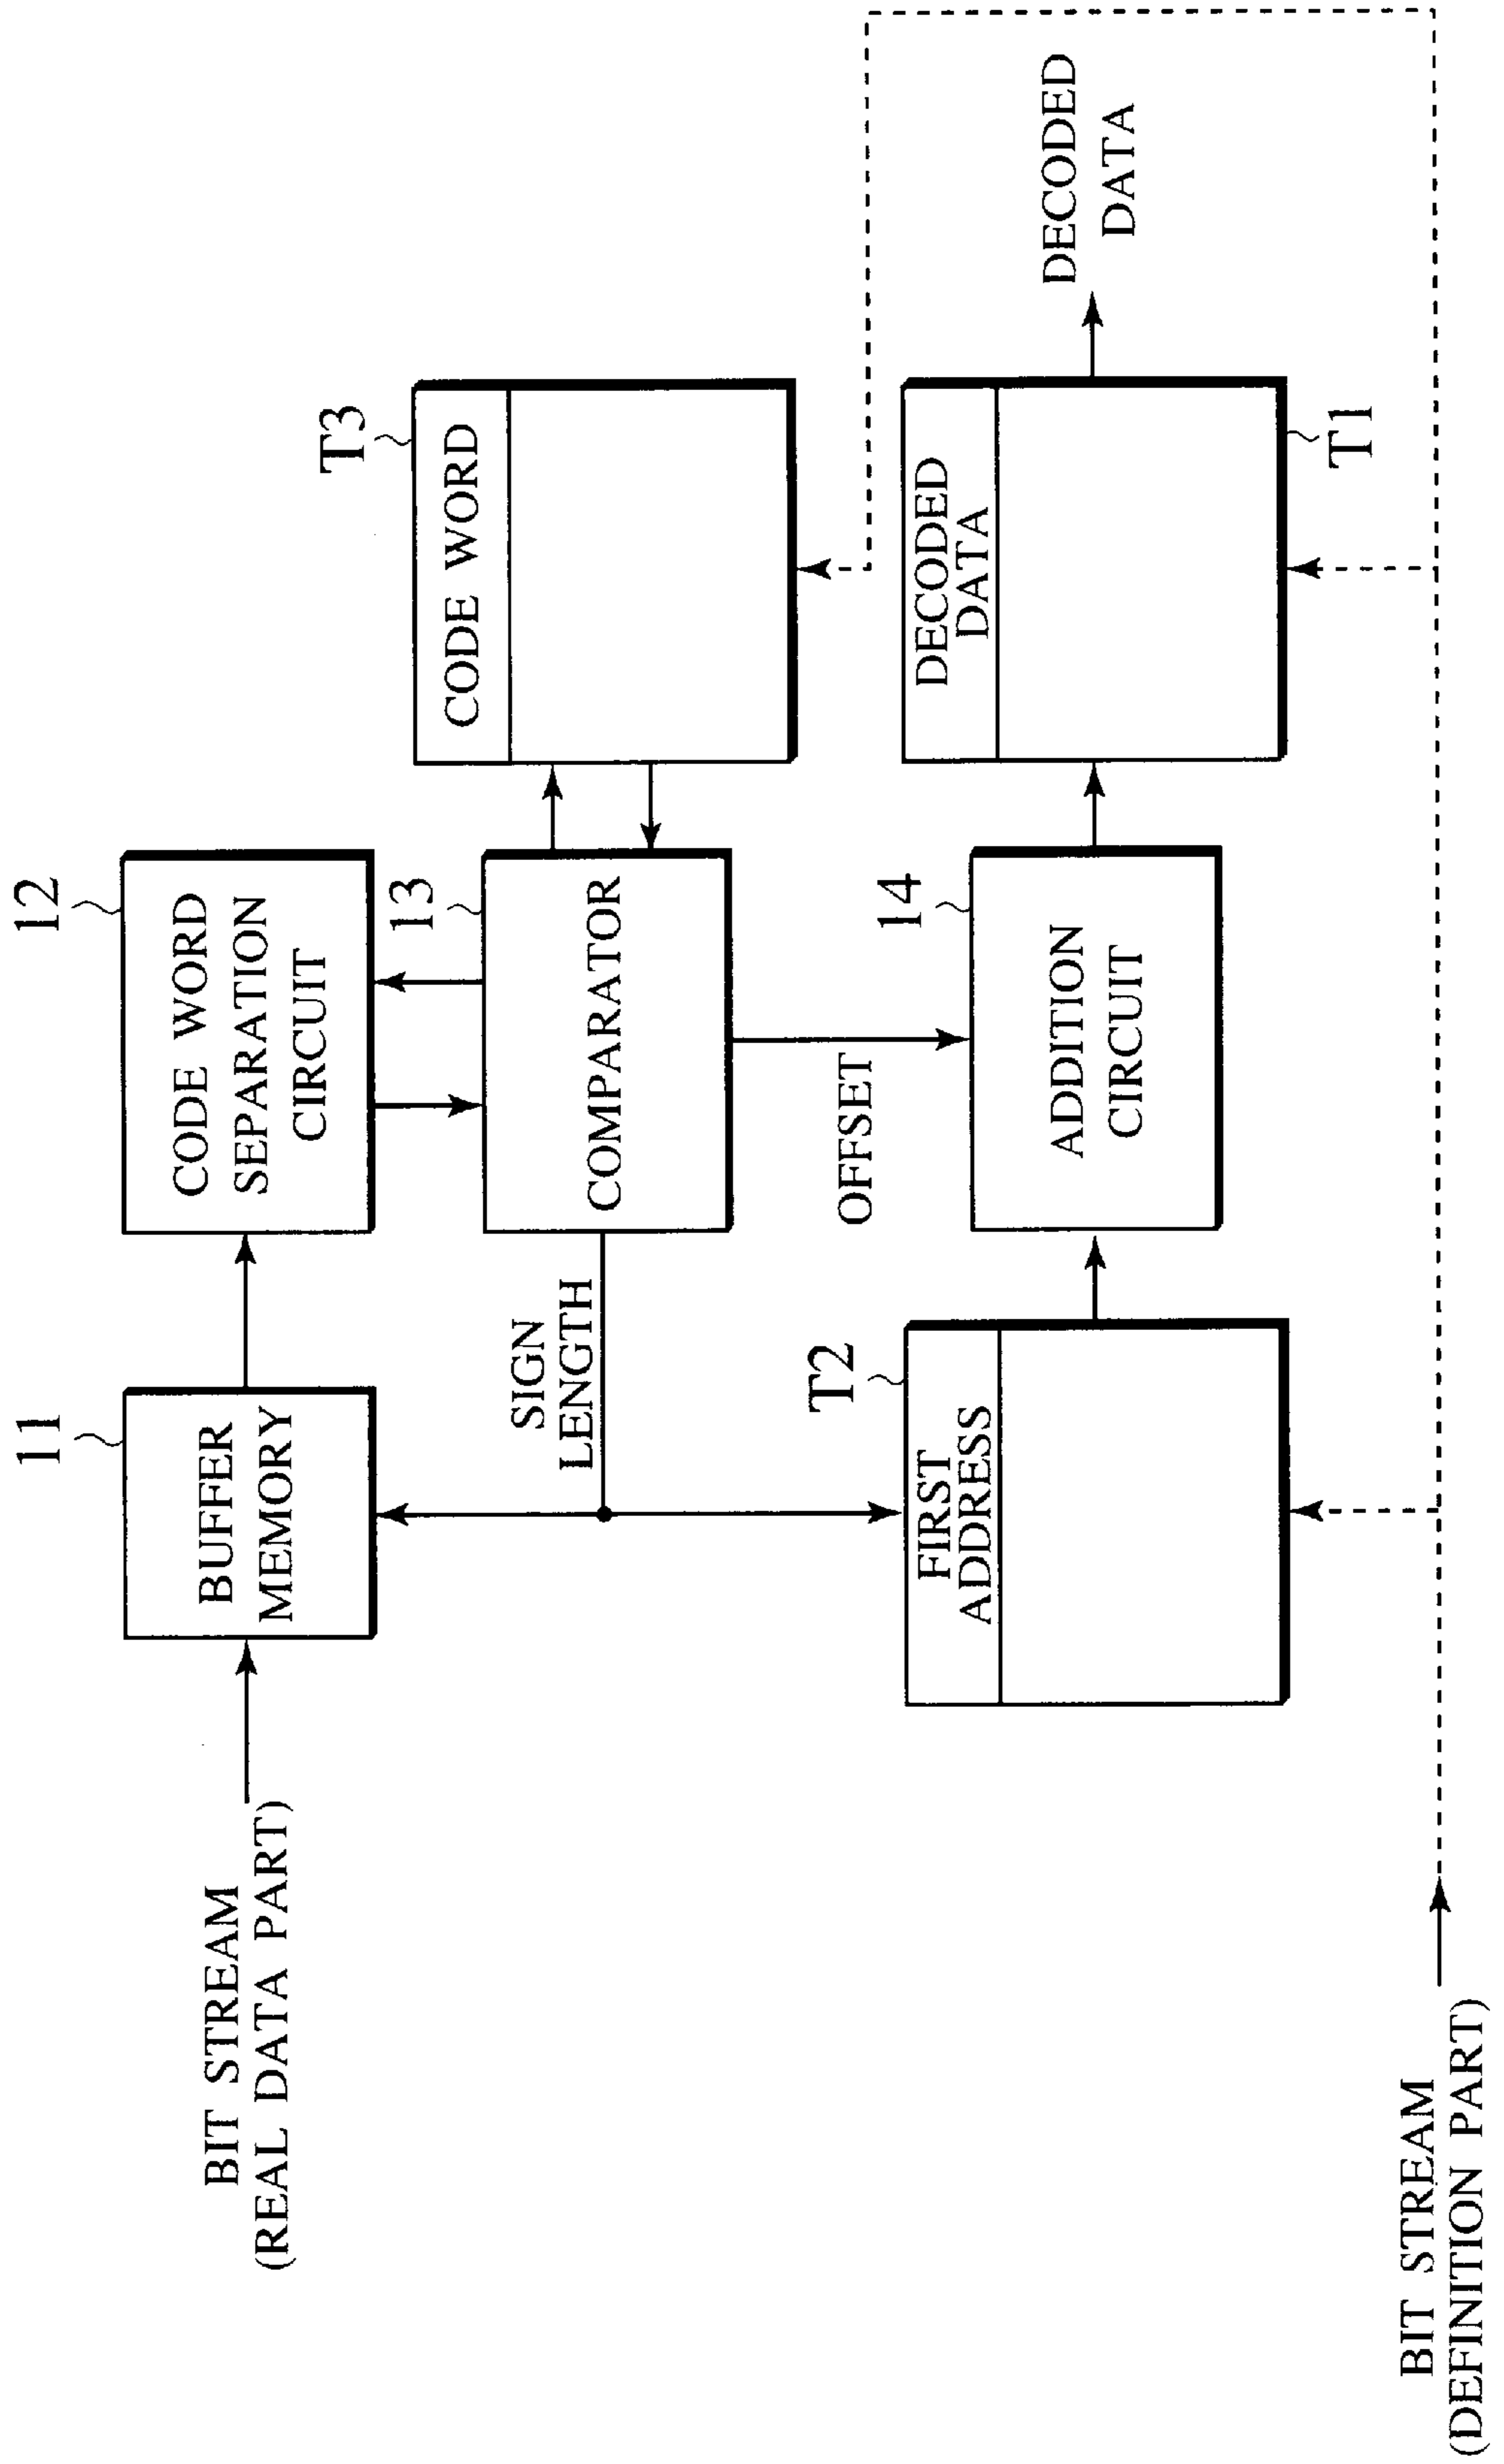 BIT STREAM
(REAL DATA PART)
11
BUFFER
MEMORY
12
CODE WORD
SEPARATION
CIRCUIT
SIGN
LENGTH
13
COMPARATOR
T3
CODE WORD
OFFSET
T2
FIRST
ADDRESS
14
ADDITION
CIRCUIT
DECODED
DATA
T1
DECODED
DATA
BIT STREAM
(DEFINITION PART)